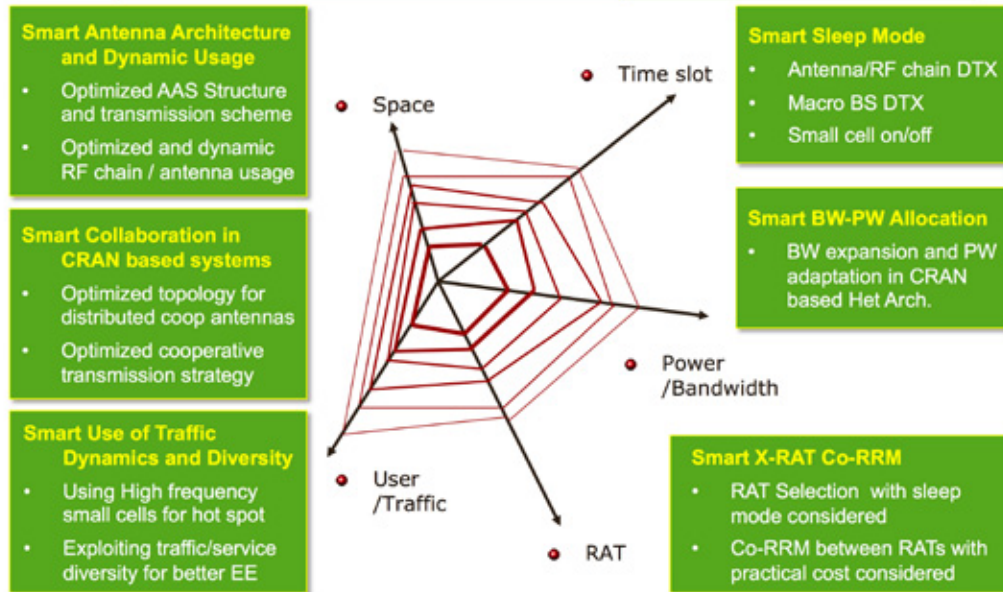 Smart Antenna Architecture
and Dynamic Usage
• Optimized AAS Structure
and transmission scheme
• Optimized and dynamic
RF chain / antenna usage
Smart Collaboration in
CRAN based systems
• Optimized topology for
distributed coop antennas
• Optimized cooperative
transmission strategy
Smart Use of Traffic
Dynamics and Diversity
• Using High frequency
small cells for hot spot
• Exploiting traffic/service
diversity for better EE
Space
Time slot
Power
/Bandwidth
User
/Traffic
RAT
Smart Sleep Mode
• Antenna/RF chain DTX
• Macro BS DTX
• Small cell on/off
Smart BW-PW Allocation
• BW expansion and PW
adaptation in CRAN
based Het Arch.
Smart X-RAT Co-RRM
• RAT Selection with sleep
mode considered
• Co-RRM between RATs with
practical cost considered